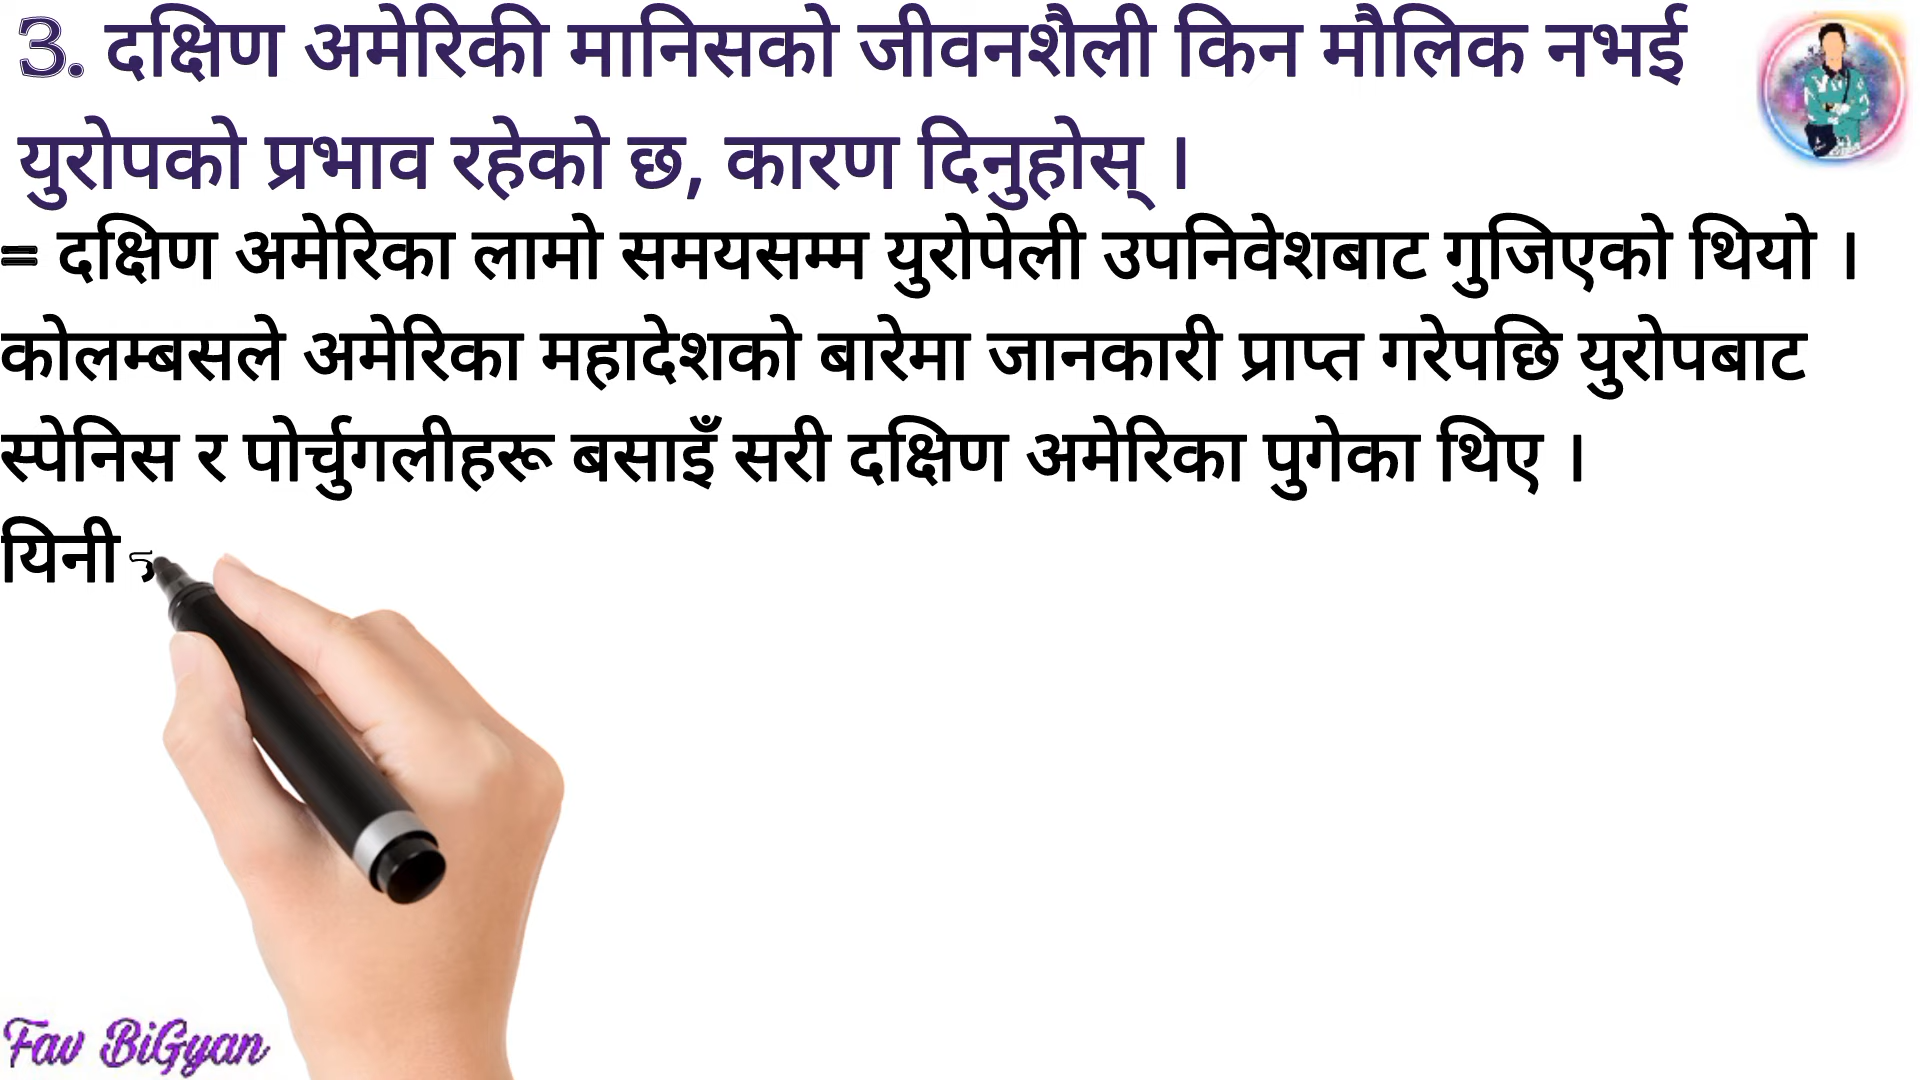 3. दक्षिण अमेरिकी मानिसको जीवनशैली किन मौलिक नभई
युरोपको प्रभाव रहेको छ, कारण दिनुहोस् ।
= दक्षिण अमेरिका लामो समयसम्म युरोपेली उपनिवेशबाट गुजिएको थियो ।
कोलम्बसले अमेरिका महादेशको बारेमा जानकारी प्राप्त गरेपछि युरोपबाट
स्पेनिस र पोर्चुगलीहरू बसाइँ सरी दक्षिण अमेरिका पुगेका थिए ।
यिनी
Fav BiGyan